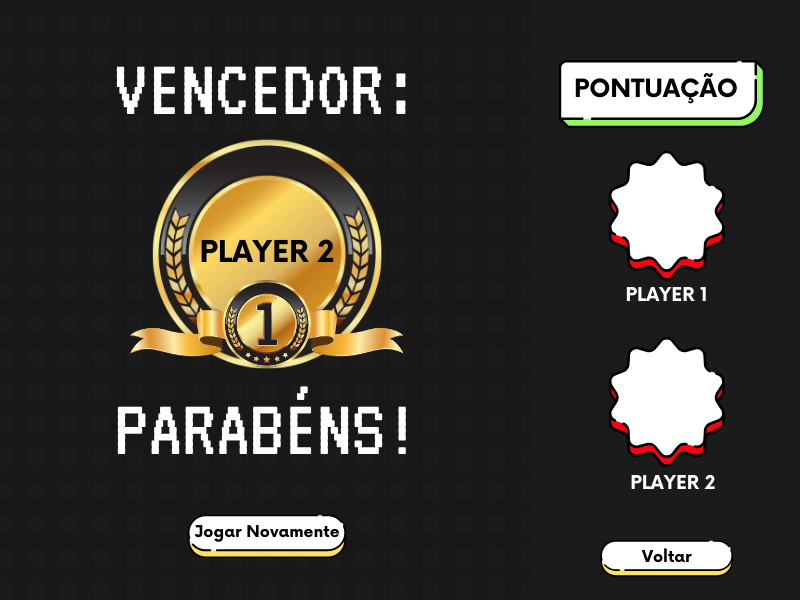 VENCEDOR:
PLAYER 2
1
PARABÉNS!
Jogar Novamente
PONTUAÇÃO
PLAYER 1
PLAYER 2
Voltar